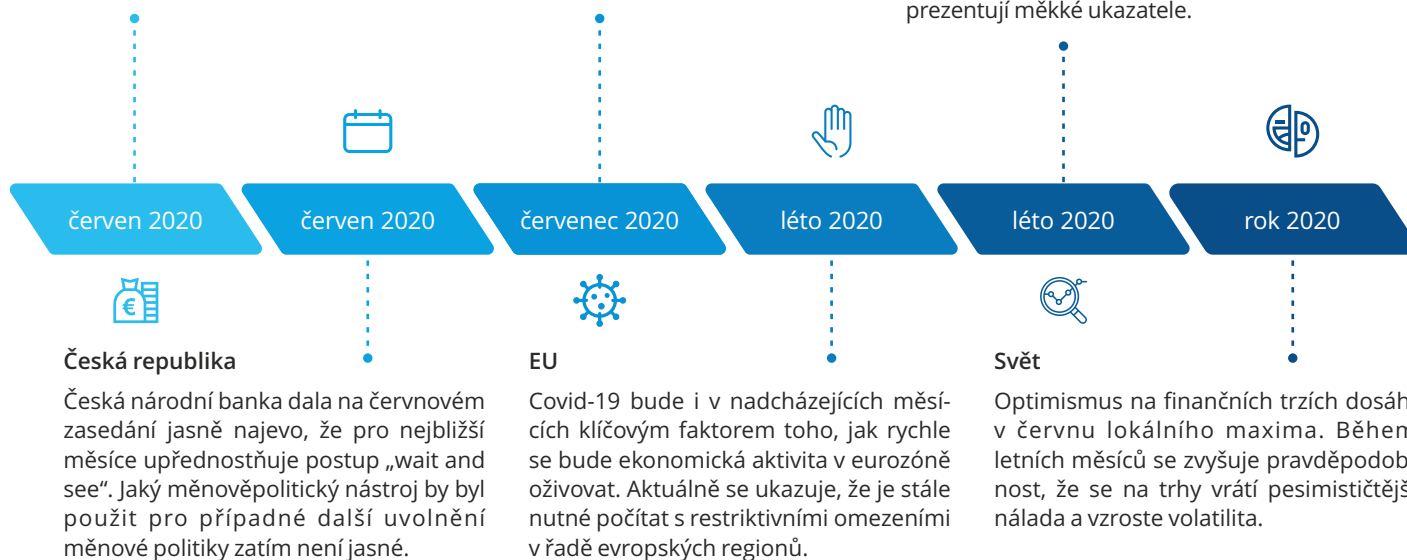 prezentují měkké ukazatele.
červen 2020
červen 2020
červenec 2020
léto 2020
léto 2020
rok 2020
Česká republika
Česká národní banka dala na červnovém
zasedání jasně najevo, že pro nejbližší
měsíce upřednostňuje postup „wait and
see“. Jaký měnověpolitický nástroj by byl
použit pro případné další uvolnění
měnové politiky zatím není jasné.
EU
Covid-19 bude i v nadcházejících měsí-
cích klíčovým faktorem toho, jak rychle
se bude ekonomická aktivita v eurozóně
oživovat. Aktuálně se ukazuje, že je stále
nutné počítat s restriktivními omezeními
v řadě evropských regionů.
Svět
Optimismus na finančních trzích dosáh
v červnu lokálního maxima. Během
letních měsíců se zvyšuje pravděpodob
nost, že se na trhy vrátí pesimističtějš
nálada a vzroste volatilita.